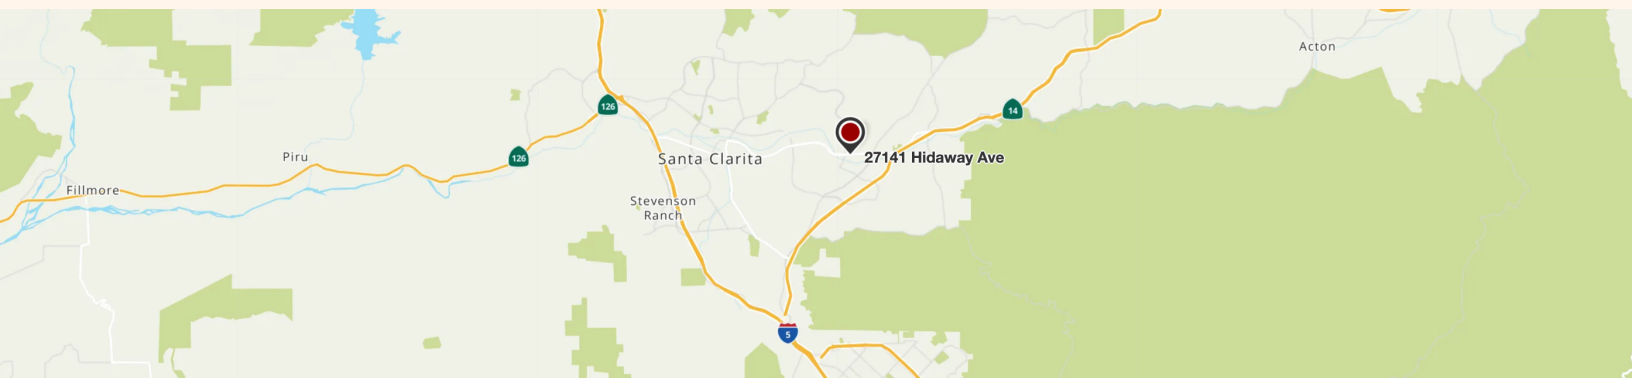 Acton
126
14
126
Piru
Santa Clarita
27141 Hidaway Ave
Fillmore
Stevenson
Ranch
5